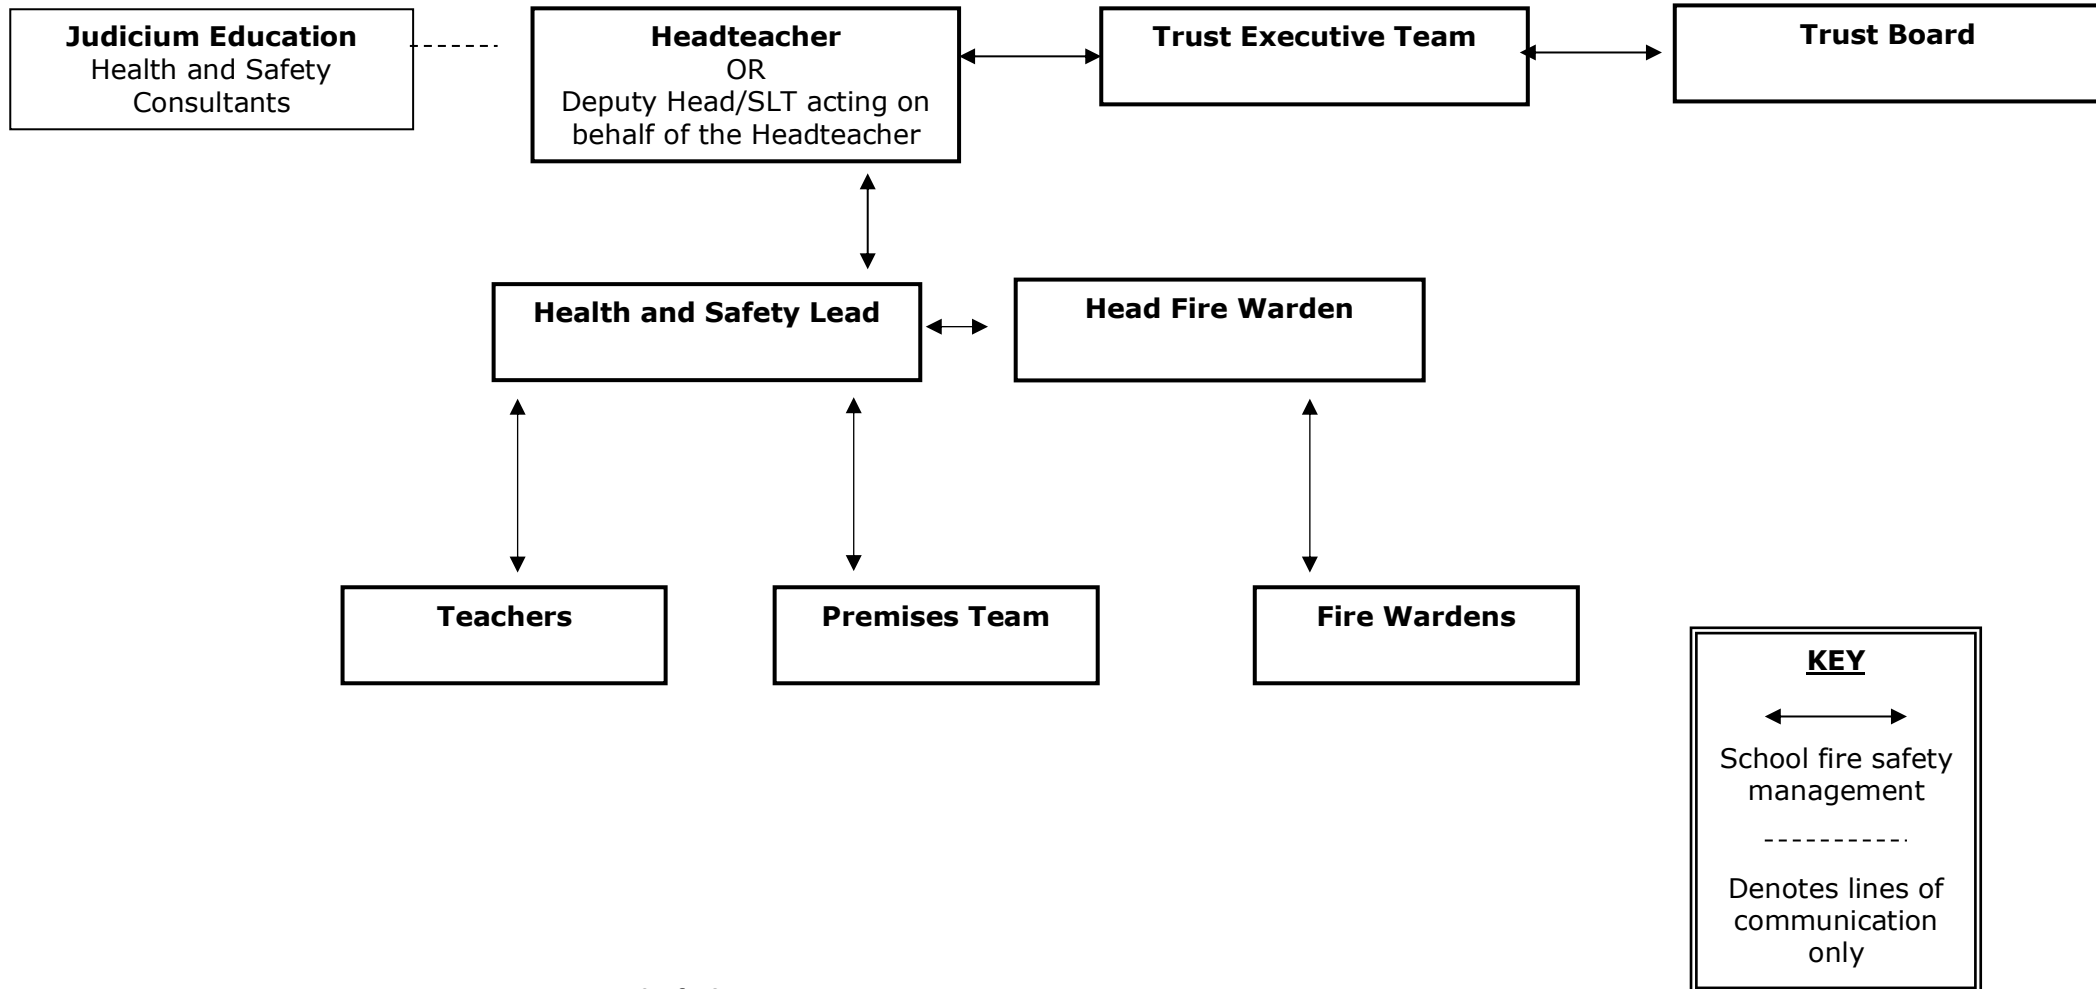 Judicium Education
Health and Safety
Consultants
Headteacher
OR
Deputy Head/SLT acting on
behalf of the Headteacher
Trust Executive Team
Trust Board
Health and Safety Lead
Head Fire Warden
Teachers
Premises Team
Fire Wardens
KEY
School fire safety
management
Denotes lines of
communication
only